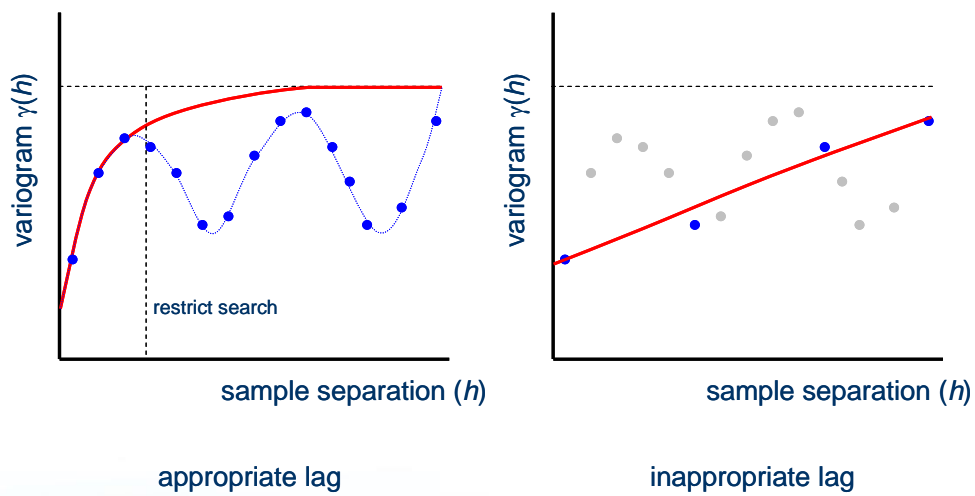 variogram γ(h)
restrict search
sample separation (h)
appropriate lag
variogram γ(h)
sample separation (h)
inappropriate lag